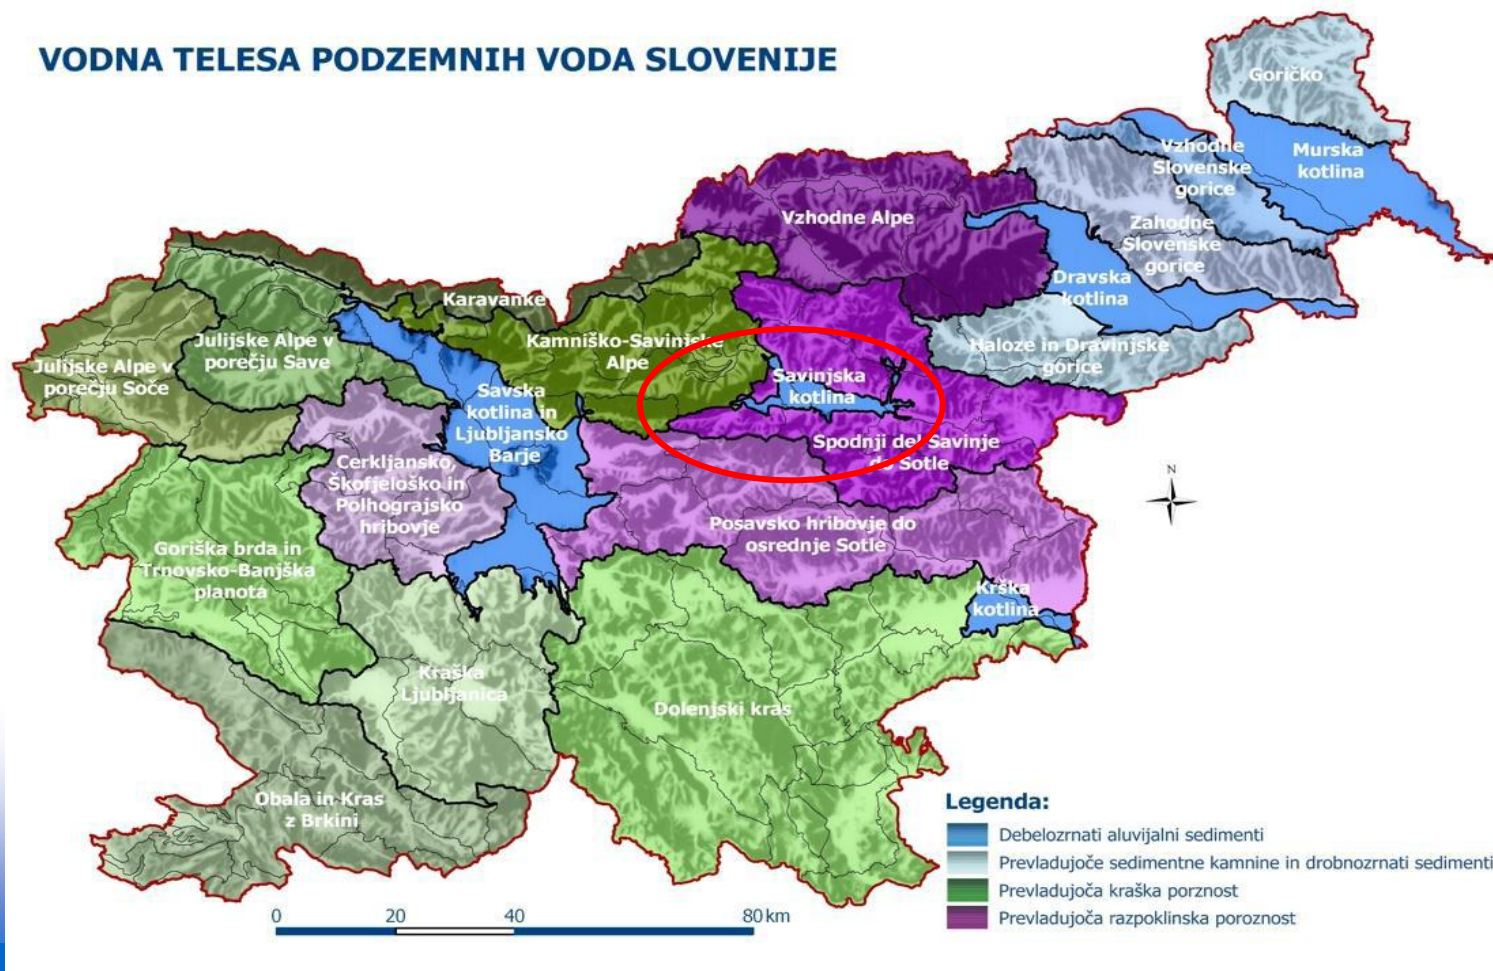 VODNA TELESA PODZEMNIH VODA SLOVENIJE
Goričko
Murska
kotlina
Vzhodne
Slovenske
gorice
Vzhodne Alpe
Zahodne
Slovenske
gorice
Dravska
kotlina
Karavanke
Kamniško-Savinjske
Alpe
Haloze in Dravinjske
gorice
Julijske Alpe v
porečju Save
Julijske Alpe v
porečju Soče
Savinjska
kotlina
Savska
kotlina in
Ljubljansko
Barje
Spodnji del Savinje
do Sotle
Cerkljansko,
Škofjeloško in
Polhograjsko
hribovje
N
Posavsko hribovje do
osrednje Sotle
Goriška brda in
Trnovsko-Banjška
planota
Krška
kotlina
Kraška
Ljubljanica
Dolenjski kras
Obala in Kras
z Brkini
Legenda:
Debelozrnati aluvijalni sedimenti
Prevladujoče sedimentne kamnine in drobnozrnati sedimenti
Prevladujoča kraška porznost
Prevladujoča razpoklinska poroznost
0 20 40 80 km